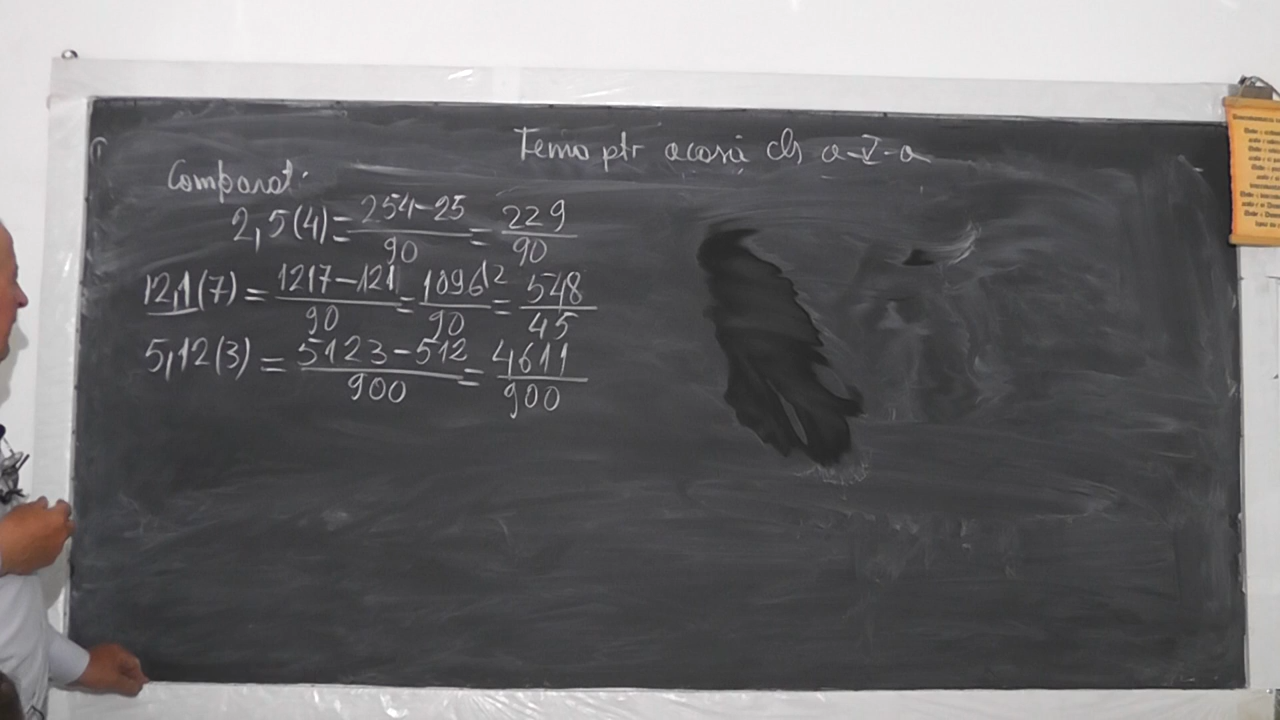 Tema ptr acasă cls a-V-a
Comparați
2,5(4) = 254-25/90 = 229/90
12,1(7) = 1217-121/90 = 1096/90 (2 = 548/45
5,12(3) = 5123-512/900 = 4611/900